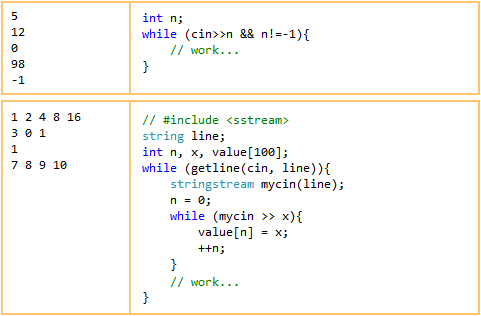 5
12
0
98
-1
int n;
while (cin>>n && n!=-1){
// work...
}
1 2 4 8 16
3 0 1
1
7 8 9 10
// #include <sstream>
string line;
int n, x, value[100];
while (getline(cin, line)){
stringstream mycin(line);
n = 0;
while (mycin >> x){
value[n] = x;
++n;
}
// work...
}